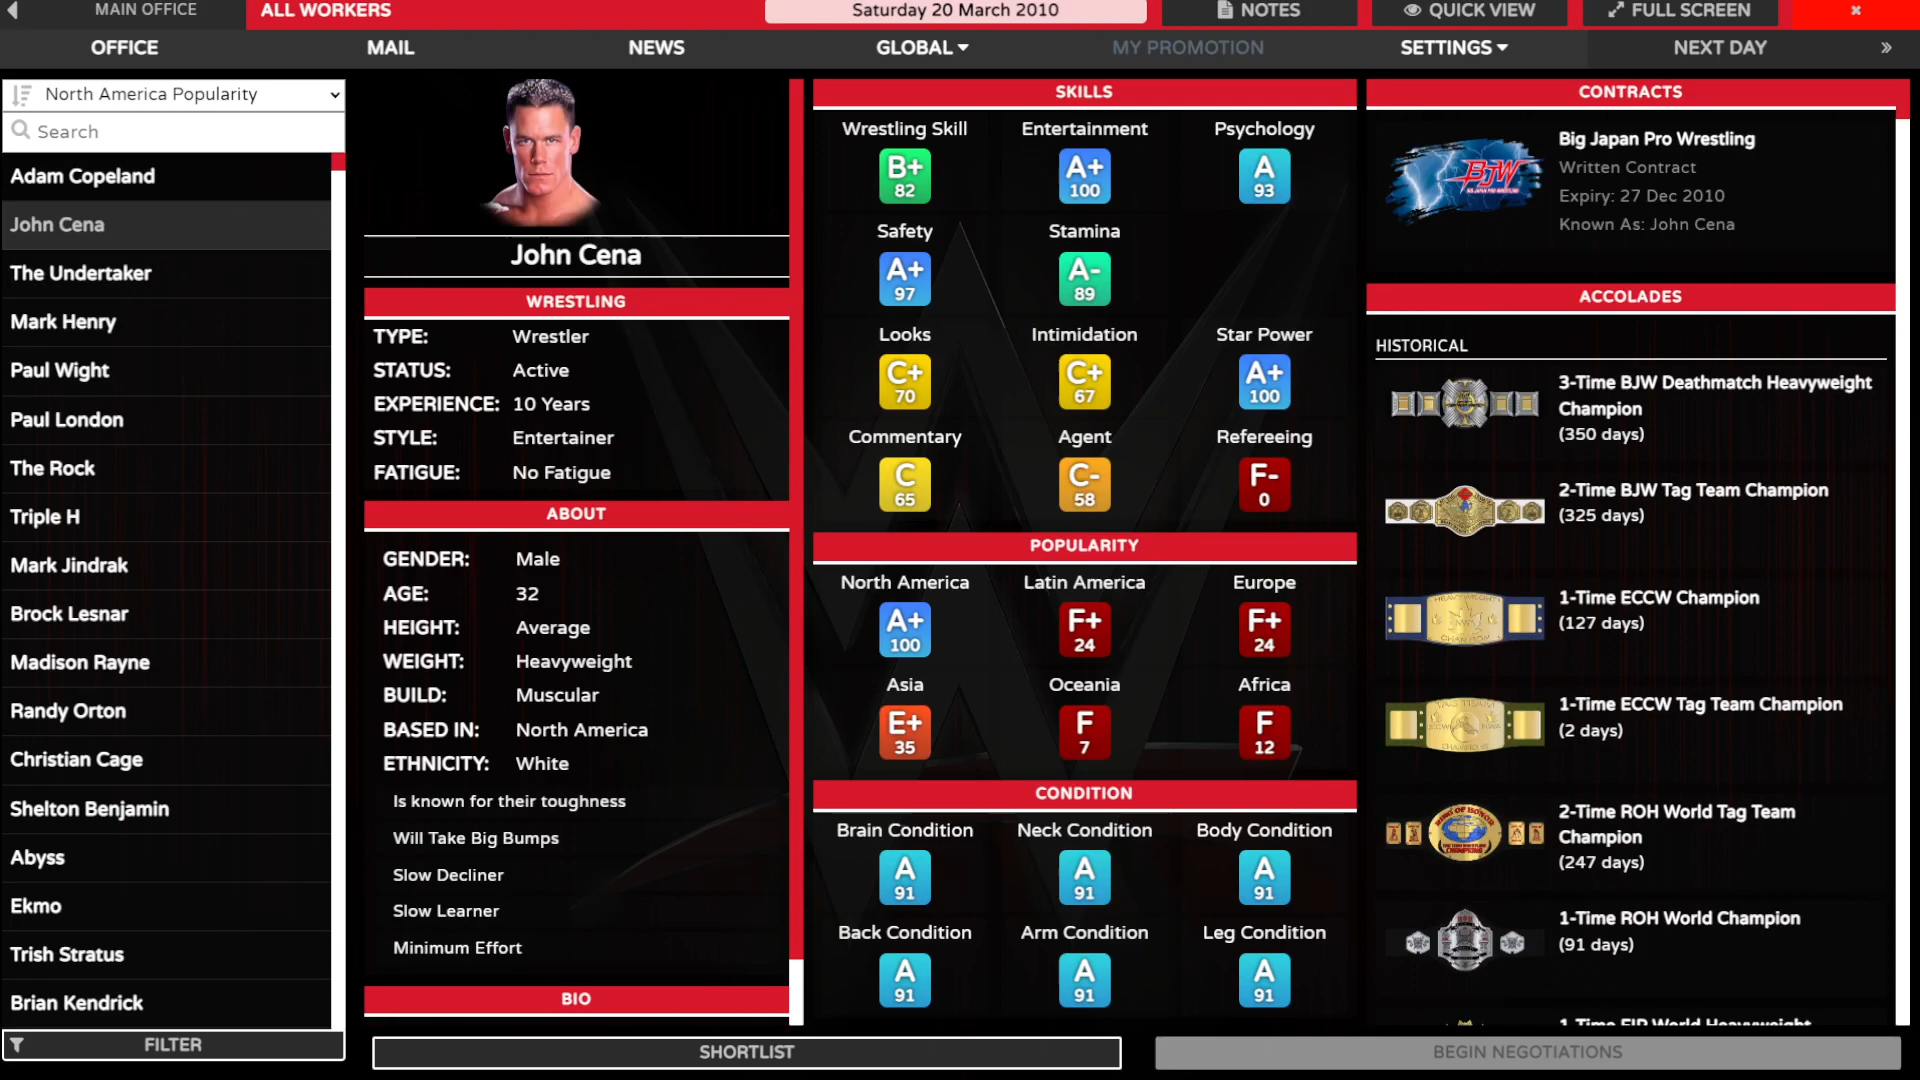 MAIN OFFICE
ALL WORKERS
Saturday 20 March 2010
NOTES
QUICK VIEW
FULL SCREEN
OFFICE
MAIL
NEWS
GLOBAL
MY PROMOTION
SETTINGS
NEXT DAY
North America Popularity
Search
Adam Copeland
John Cena
The Undertaker
Mark Henry
Paul Wight
Paul London
The Rock
Triple H
Mark Jindrak
Brock Lesnar
Madison Rayne
Randy Orton
Christian Cage
Shelton Benjamin
Abyss
Ekmo
Trish Stratus
Brian Kendrick
FILTER
John Cena
WRESTLING
TYPE: Wrestler
STATUS: Active
EXPERIENCE: 10 Years
STYLE: Entertainer
FATIGUE: No Fatigue
ABOUT
GENDER: Male
AGE: 32
HEIGHT: Average
WEIGHT: Heavyweight
BUILD: Muscular
BASED IN: North America
ETHNICITY: White
Is known for their toughness
Will Take Big Bumps
Slow Decliner
Slow Learner
Minimum Effort
BIO
SKILLS
Wrestling Skill Entertainment Psychology
B+ A+ A
82 100 93
Safety Stamina
A+ A-
97 89
Looks Intimidation Star Power
C+ C+ A+
70 67 100
Commentary Agent Refereeing
C C- F-
65 58 0
POPULARITY
North America Latin America Europe
A+ F+ F+
100 24 24
Asia Oceania Africa
E+ F F
35 7 12
CONDITION
Brain Condition Neck Condition Body Condition
A A A
91 91 91
Back Condition Arm Condition Leg Condition
A A A
91 91 91
CONTRACTS
BJW
Big Japan Pro Wrestling
Written Contract
Expiry: 27 Dec 2010
Known As: John Cena
ACCOLADES
HISTORICAL
3-Time BJW Deathmatch Heavyweight
Champion
(350 days)
2-Time BJW Tag Team Champion
(325 days)
1-Time ECCW Champion
(127 days)
1-Time ECCW Tag Team Champion
(2 days)
2-Time ROH World Tag Team
Champion
(247 days)
1-Time ROH World Champion
(91 days)
1-Time FIP World Heavyweight
SHORTLIST
BEGIN NEGOTIATIONS